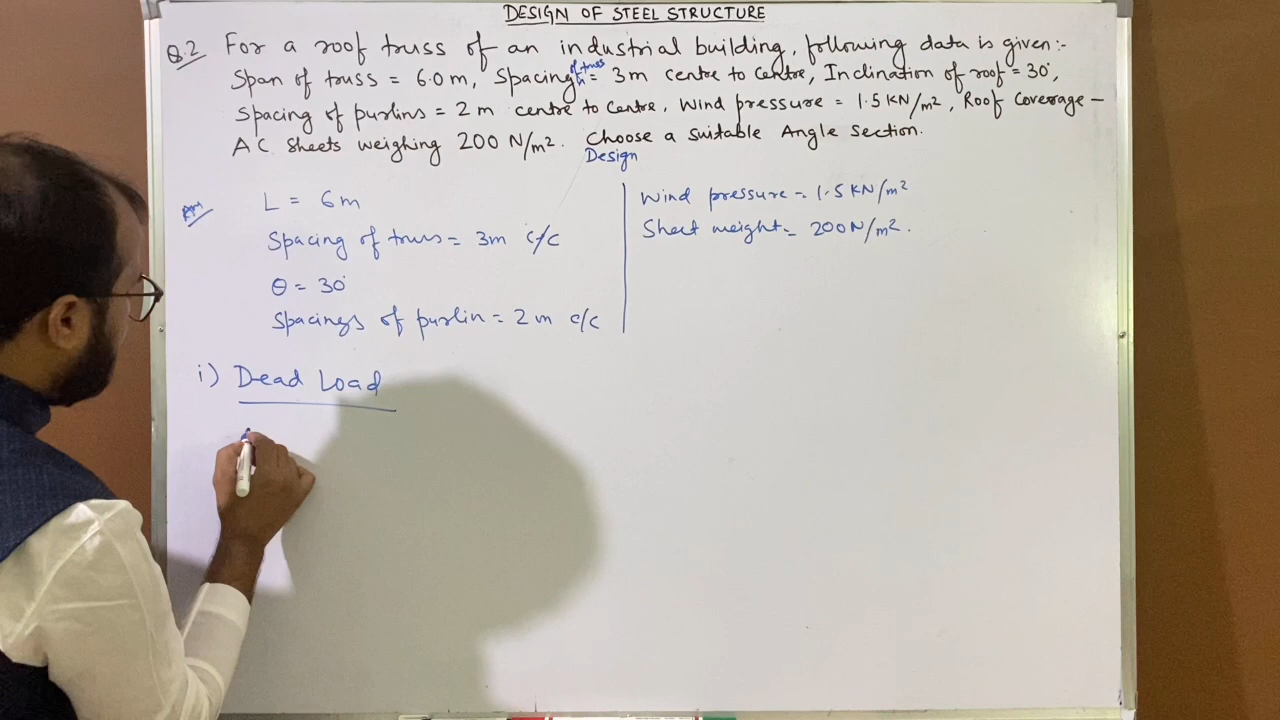 DESIGN OF STEEL STRUCTURE
Q.2 For a roof truss of an industrial building, following data is given:-
Span of truss = 6.0 m, Spacing of truss = 3m centre to centre, Inclination of roof = 30°,
Spacing of purlins = 2 m centre to centre, Wind pressure = 1.5 KN/m², Roof Coverage -
AC Sheets weighing 200 N/m². Choose a suitable Angle section.
Design
L = 6m
Spacing of truss = 3m c/c
θ = 30°
Spacings of purlin = 2 m c/c
Wind pressure = 1.5 KN/m²
Sheet weight = 200 N/m².
i) Dead Load